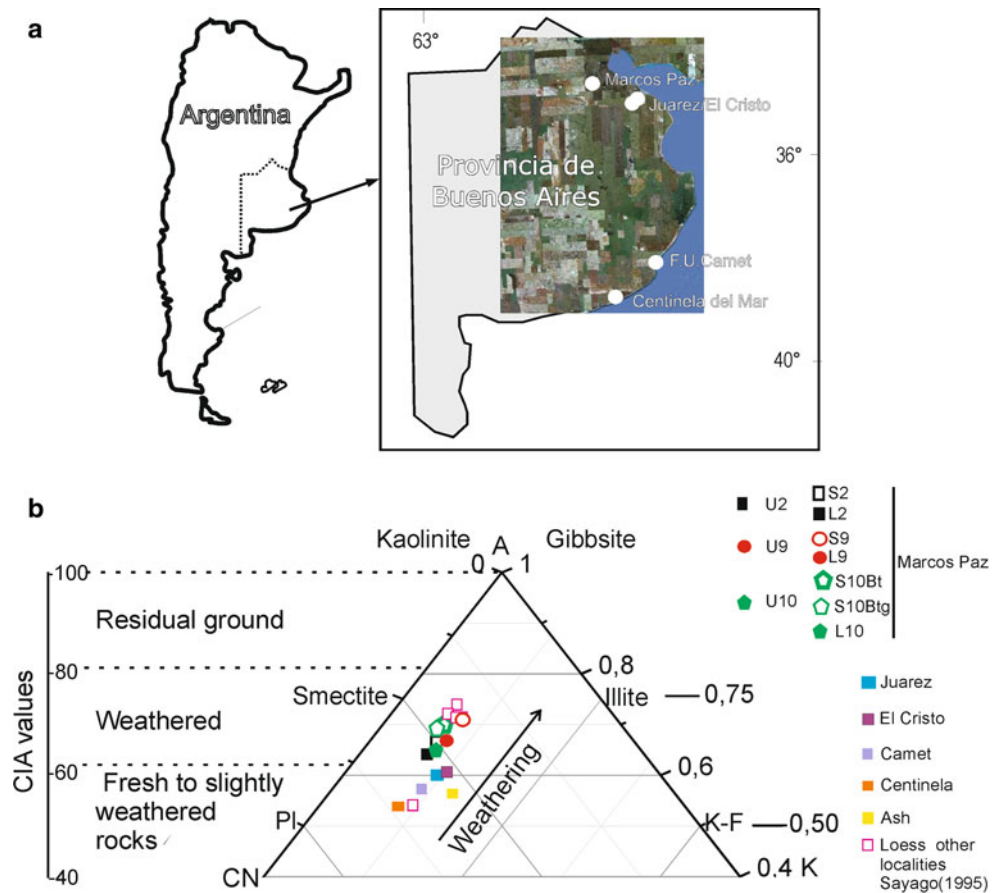 a
63°
Argentina
Marcos Paz
Juarez/El Cristo
36°
Provincia de
Buenos Aires
F.U.Camet
Centinela del Mar
40°
b
U2
S2
L2
U9
S9
L9
Marcos Paz
U10
S10Bt
S10Btg
L10
Kaolinite
A
Gibbsite
0
1
100
Residual ground
80
0,8
CIA values
Smectite
Illite
0,75
Weathered
60
0,6
Fresh to slightly
weathered
rocks
Weathering
Pl
K-F
0,50
40
CN
0.4 K
Juarez
El Cristo
Camet
Centinela
Ash
Loess other
localities
Sayago(1995)